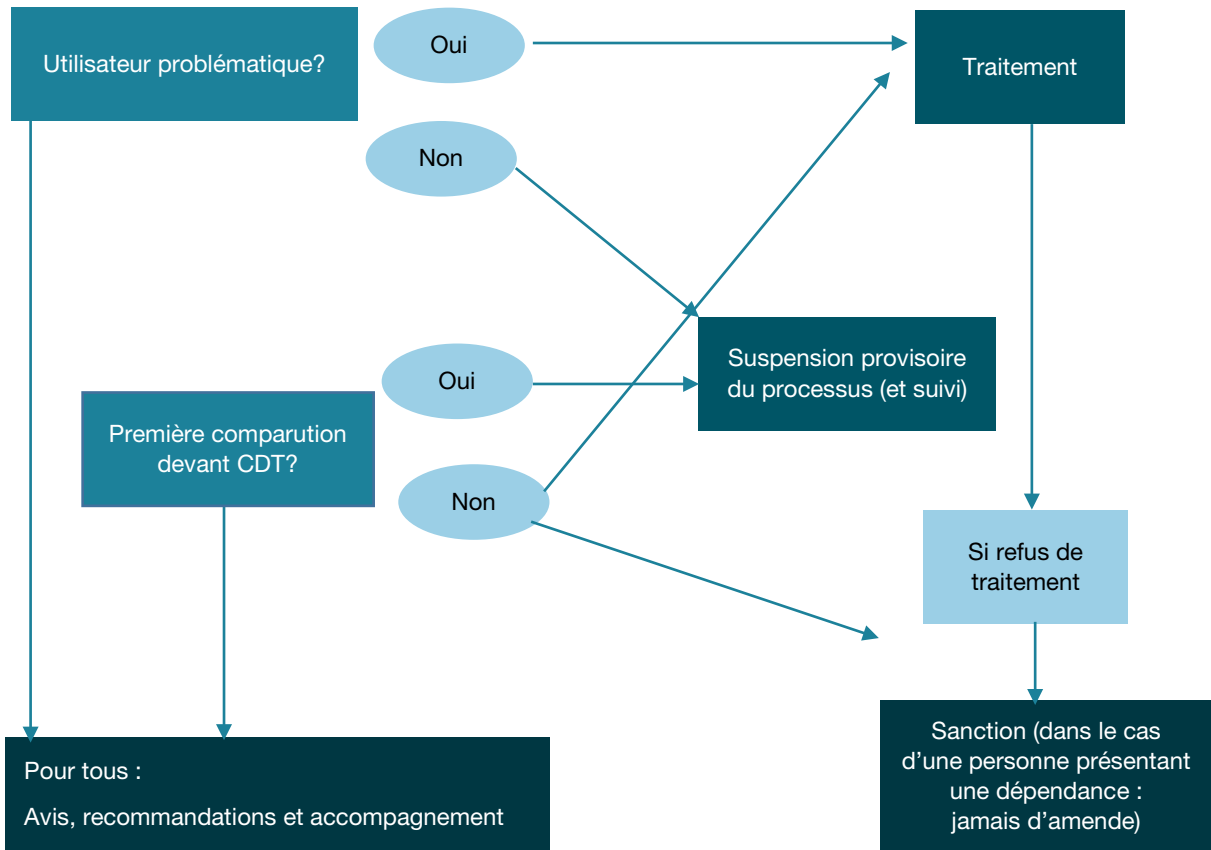 Utilisateur problématique?
Oui
Traitement
Non
Suspension provisoire
du processus (et suivi)
Oui
Première comparution
devant CDT?
Non
Si refus de
traitement
Pour tous :
Avis, recommandations et accompagnement
Sanction (dans le cas
d’une personne présentant
une dépendance :
jamais d’amende)